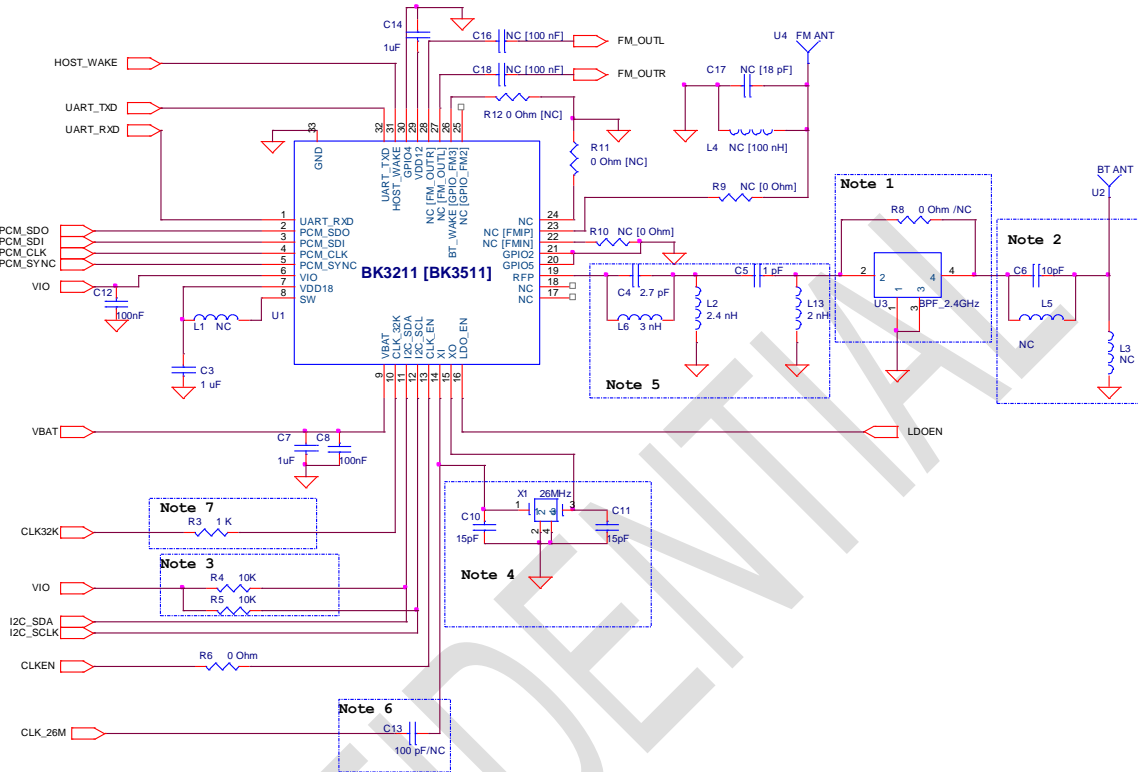 C14
1uF
C16
NC [100 nF]
FM_OUTL
C18
NC [100 nF]
FM_OUTR
U4
FM ANT
C17
NC [18 pF]
HOST_WAKE
UART_TXD
UART_RXD
R12 0 Ohm [NC]
R11
0 Ohm [NC]
L4
NC [100 nH]
R9
NC [0 Ohm]
BT ANT
U2
33
GND
32
31
30
29
28
27
26
25
UART_TXD
HOST_WAKE
GPIO4
VDD12
NC [FM_OUTR]
NC [FM_OUTL]
BT_WAKE [GPIO_FM3]
NC [GPIO_FM2]
PCM_SDO
PCM_SDI
PCM_CLK
PCM_SYNC
VIO
C12
100nF
1
2
3
4
5
6
7
8
UART_RXD
PCM_SDO
PCM_SDI
PCM_CLK
PCM_SYNC
VIO
VDD18
SW
BK3211 [BK3511]
U1
NC
NC [FMIP]
NC [FMIN]
GPIO2
GPIO5
RFP
NC
NC
24
23
22
21
20
19
18
17
R10
NC [0 Ohm]
L1
NC
C3
1 uF
C4
2.7 pF
L6
3 nH
L2
2.4 nH
C5
1 pF
L13
2 nH
Note 5
Note 1
R8
0 Ohm /NC
2
2
4
4
U3
1
3
1
3
BPF_2.4GHz
Note 2
C6
10pF
L5
NC
L3
NC
VBAT
CLK_32K
I2C_SDA
I2C_SCL
CLK_EN
XI
XO
LDO_EN
9
10
11
12
13
14
15
16
VBAT
C7
1uF
C8
100nF
LDOEN
Note 7
R3
1 K
CLK32K
Note 3
VIO
R4
10K
R5
10K
I2C_SDA
I2C_SCLK
CLKEN
R6
0 Ohm
X1
26MHz
1
3
2
4
C10
15pF
C11
15pF
Note 4
Note 6
CLK_26M
C13
100 pF/NC
CONFIDENTIAL